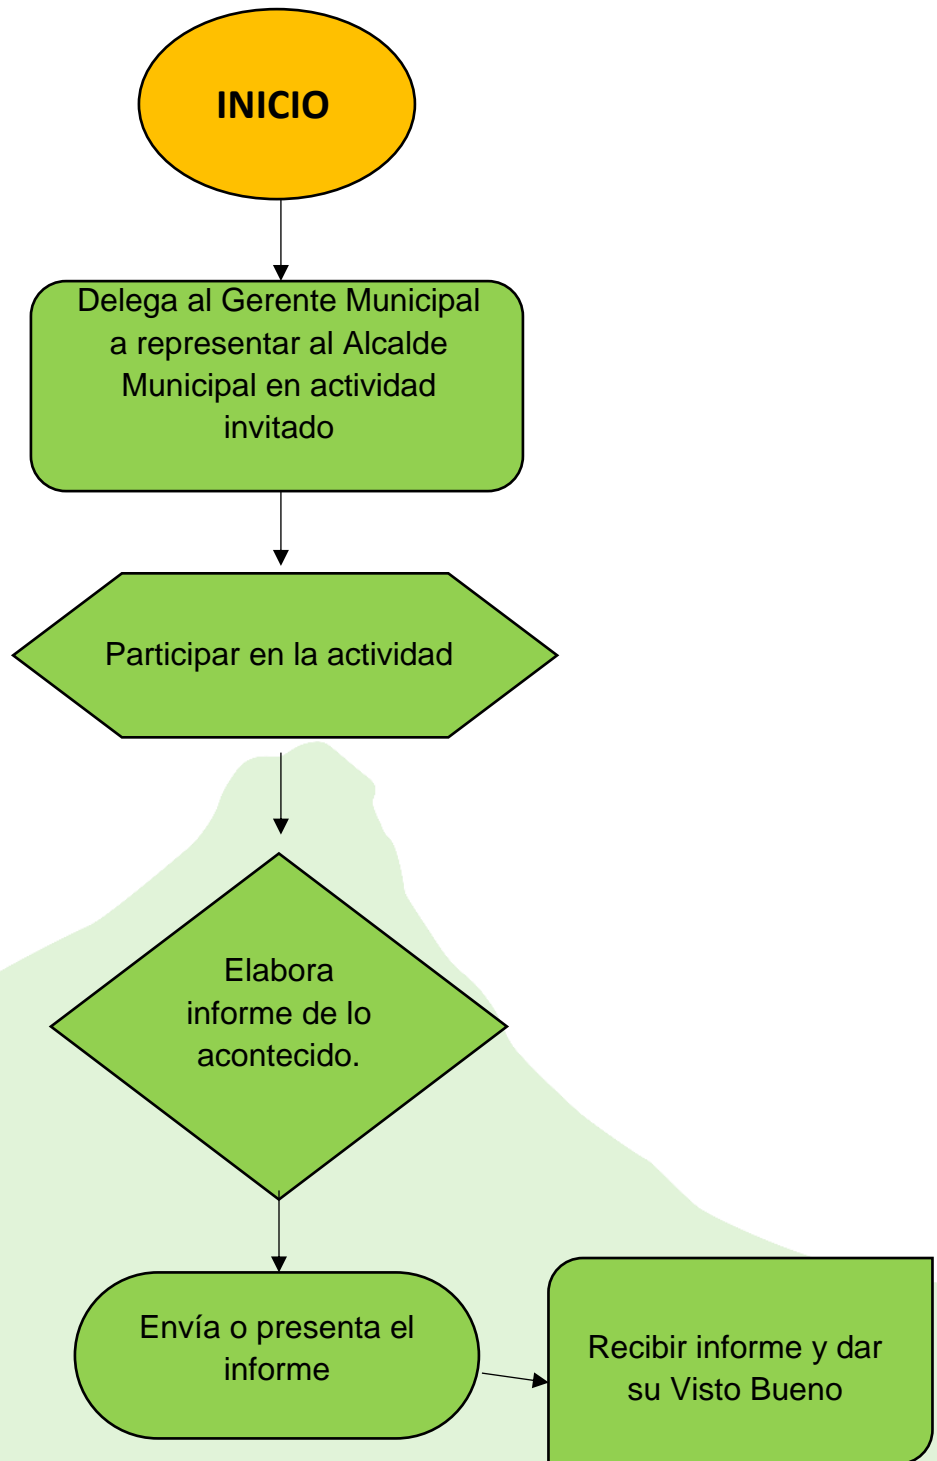 INICIO
Delega al Gerente Municipal
a representar al Alcalde
Municipal en actividad
invitado
Participar en la actividad
Elabora
informe de lo
acontecido.
Envía o presenta el
informe
Recibir informe y dar
su Visto Bueno